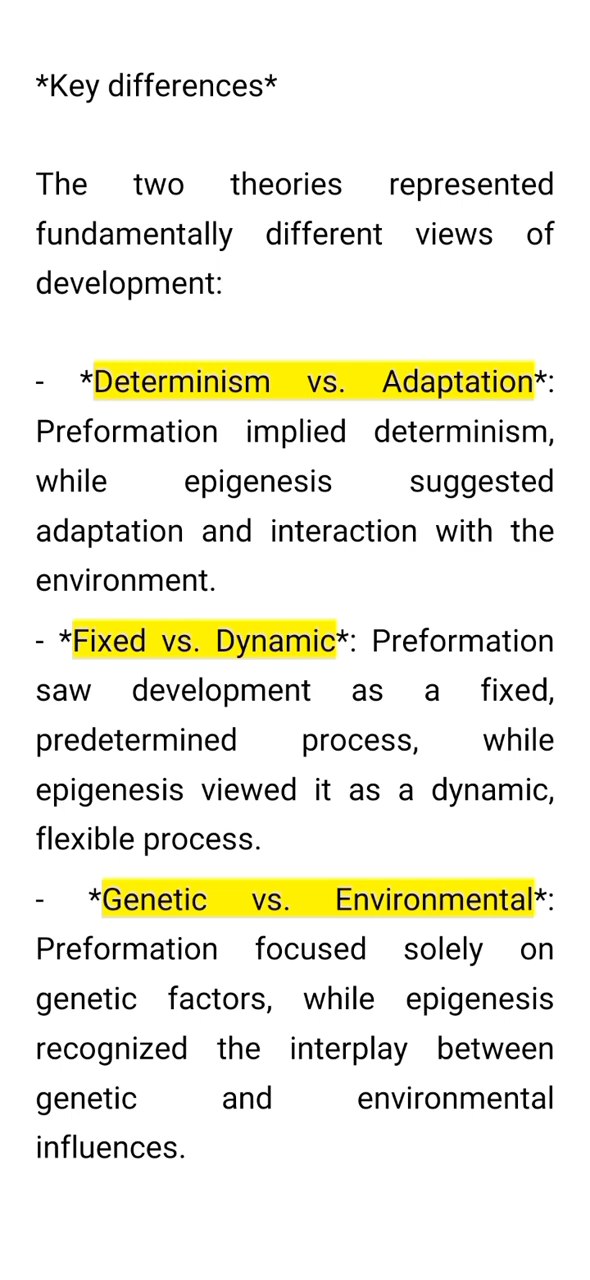 *Key differences*
The two theories represented
fundamentally different views of
development:
- *Determinism vs. Adaptation*:
Preformation implied determinism,
while epigenesis suggested
adaptation and interaction with the
environment.
- *Fixed vs. Dynamic*: Preformation
saw development as a fixed,
predetermined process, while
epigenesis viewed it as a dynamic,
flexible process.
- *Genetic vs. Environmental*:
Preformation focused solely on
genetic factors, while epigenesis
recognized the interplay between
genetic and environmental
influences.